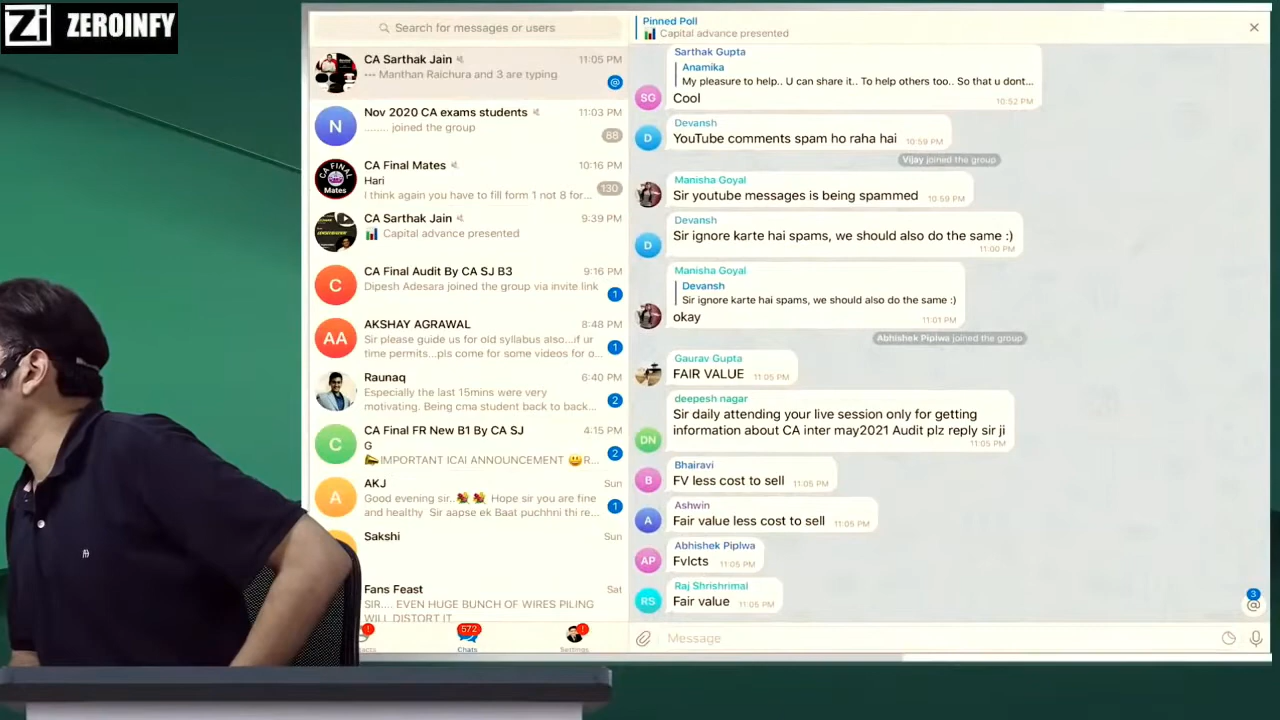 Zi ZEROINFY
Search for messages or users
CA Sarthak Jain 11:05 PM
Manthan Raichura and 3 are typing
@
Nov 2020 CA exams students 11:03 PM
........ joined the group
88
CA Final Mates 10:16 PM
Hari
I think again you have to fill form 1 not 8 for...
130
CA Sarthak Jain 9:39 PM
Capital advance presented
CA Final Audit By CA SJ B3 9:16 PM
Dipesh Adesara joined the group via invite link
1
AKSHAY AGRAWAL 8:48 PM
Sir please guide us for old syllabus also...if ur
time permits...pls come for some videos for o...
1
Raunaq 6:40 PM
Especially the last 15mins were very
motivating. Being cma student back to back...
2
CA Final FR New B1 By CA SJ 4:15 PM
G
📣IMPORTANT ICAI ANNOUNCEMENT 😀R...
2
AKJ Sun
Good evening sir..💐💐 Hope sir you are fine
and healthy Sir aapse ek Baat puchhni thi re...
1
Sakshi Sun
Fans Feast Sat
SIR.... EVEN HUGE BUNCH OF WIRES PILING
WILL DISTORT IT
N
CA FINAL
Mates
C
AA
C
A
tacts
572
Chats
Settings
Pinned Poll
Capital advance presented
Sarthak Gupta
Anamika
My pleasure to help.. U can share it.. To help others too.. So that u dont...
SG Cool 10:52 PM
Devansh
D YouTube comments spam ho raha hai 10:59 PM
Vijay joined the group
Manisha Goyal
Sir youtube messages is being spammed 10:59 PM
Devansh
D Sir ignore karte hai spams, we should also do the same :)
11:00 PM
Manisha Goyal
Devansh
Sir ignore karte hai spams, we should also do the same :)
okay 11:01 PM
Abhishek Piplwa joined the group
Gaurav Gupta
FAIR VALUE 11:05 PM
deepesh nagar
Sir daily attending your live session only for getting
DN information about CA inter may2021 Audit plz reply sir ji
11:05 PM
Bhairavi
B FV less cost to sell 11:05 PM
Ashwin
A Fair value less cost to sell 11:05 PM
Abhishek Piplwa
AP Fvlcts 11:05 PM
Raj Shrishrimal
RS Fair value 11:05 PM
3
@
Message